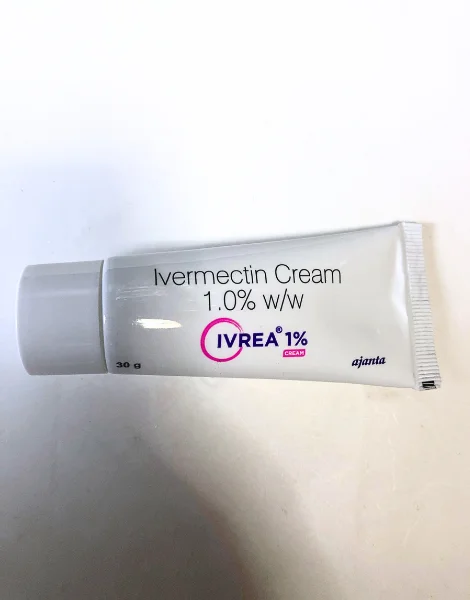 Ivermectin Cream
1.0% w/w
IVREA® 1%
CREAM
30 g
ajanta